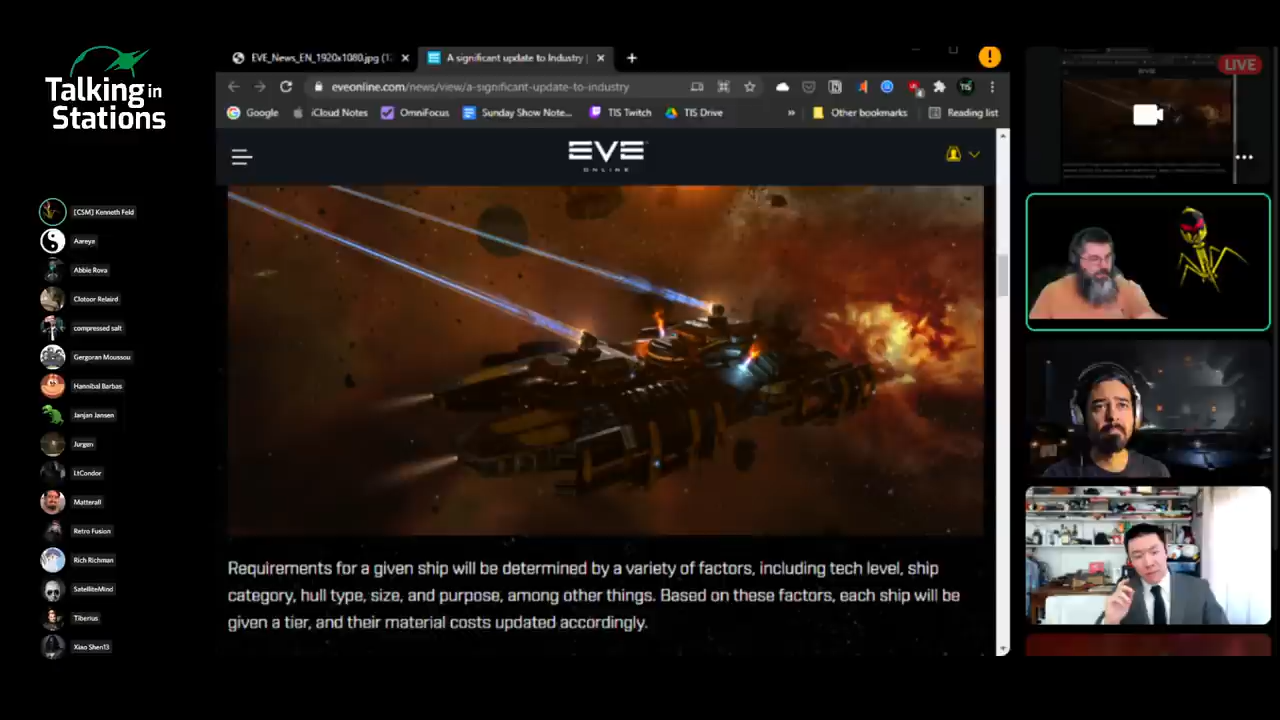 Talking in
Stations
[CSM] Kenneth Feld
Aareya
Abbie Rova
Clotoor Relaird
compressed salt
Gergoran Moussou
Hannibal Barbas
Janjan Jansen
Jurgen
LtCondor
Matterall
Retro Fusion
Rich Richman
SatelliteMind
Tiberius
Xiao Shen13
EVE_News_EN_1920x1080.jpg (1
A significant update to Industry |
eveonline.com/news/view/a-significant-update-to-industry
Google
iCloud Notes
OmniFocus
Sunday Show Note...
TIS Twitch
TIS Drive
»
Other bookmarks
Reading list
EVE
ONLINE
Requirements for a given ship will be determined by a variety of factors, including tech level, ship
category, hull type, size, and purpose, among other things. Based on these factors, each ship will be
given a tier, and their material costs updated accordingly.
LIVE